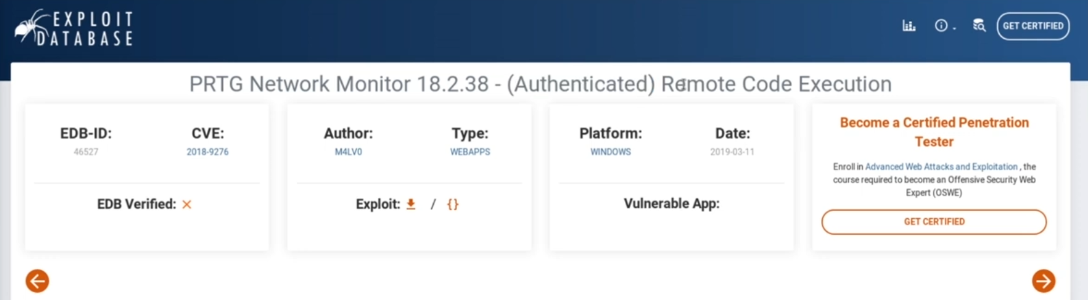 EXPLOIT
DATABASE
GET CERTIFIED
PRTG Network Monitor 18.2.38 - (Authenticated) Remote Code Execution
EDB-ID:
46527
CVE:
2018-9276
Author:
M4LV0
Type:
WEBAPPS
Platform:
WINDOWS
Date:
2019-03-11
EDB Verified:
Exploit: / {}
Vulnerable App:
Become a Certified Penetration
Tester
Enroll in Advanced Web Attacks and Exploitation , the
course required to become an Offensive Security Web
Expert (OSWE)
GET CERTIFIED